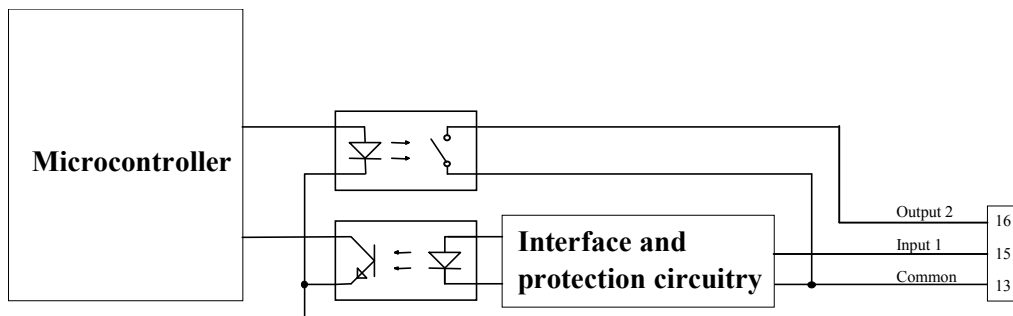 Microcontroller
Output 2
16
Interface and
protection circuitry
Input 1
15
Common
13